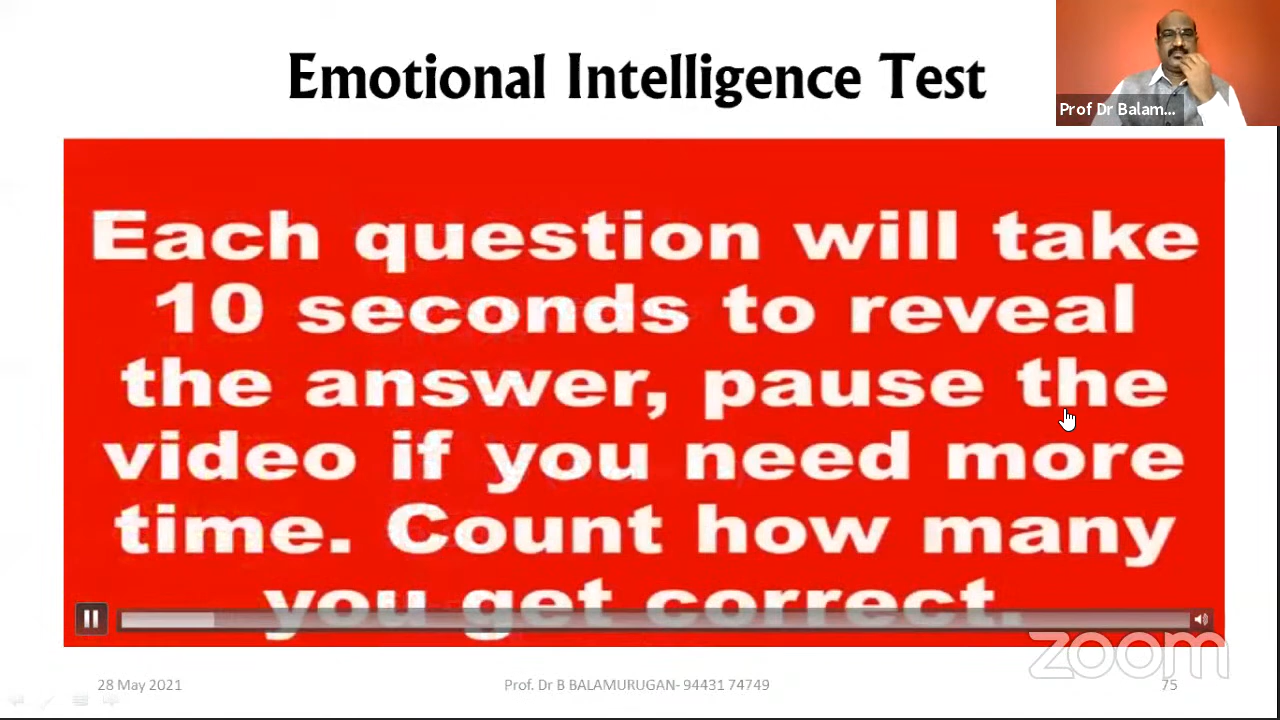 Emotional Intelligence Test
Prof Dr Balam...
Each question will take
10 seconds to reveal
the answer, pause the
video if you need more
time. Count how many
you get correct.
zoom
28 May 2021
Prof. Dr B BALAMURUGAN- 94431 74749
75